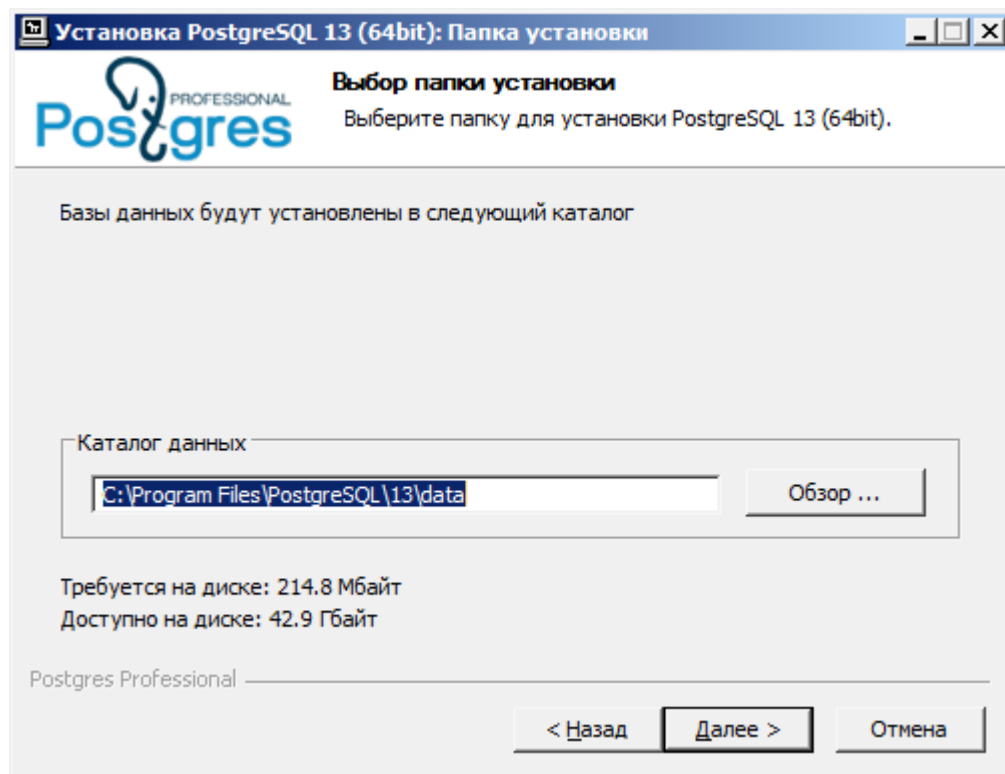 Установка PostgreSQL 13 (64bit): Папка установки
PROFESSIONAL
Postgres
Выбор папки установки
Выберите папку для установки PostgreSQL 13 (64bit).
Базы данных будут установлены в следующий каталог
Каталог данных
C:\Program Files\PostgreSQL\13\data
Обзор ...
Требуется на диске: 214.8 Мбайт
Доступно на диске: 42.9 Гбайт
Postgres Professional
< Назад
Далее >
Отмена